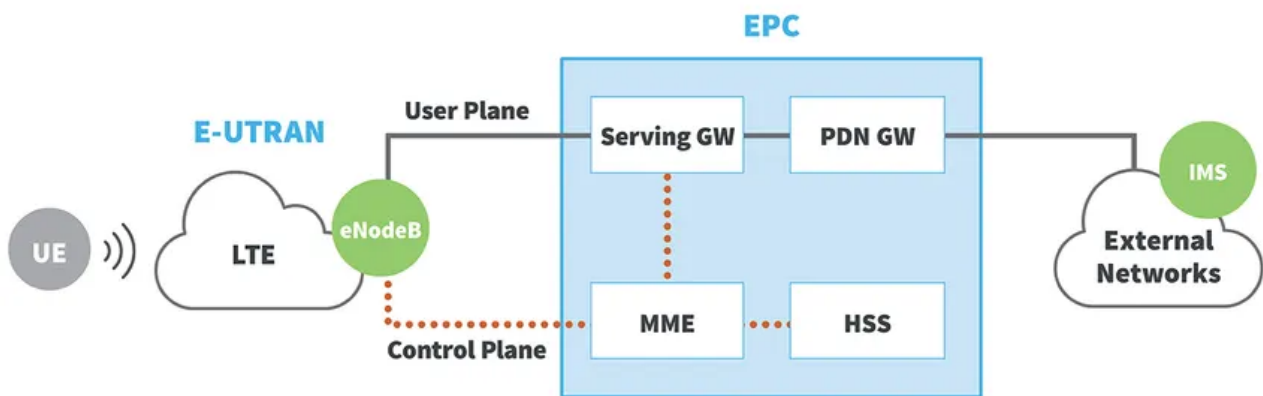 EPC
User Plane
E-UTRAN
Serving GW
PDN GW
IMS
UE
LTE
eNodeB
External
Networks
MME
HSS
Control Plane